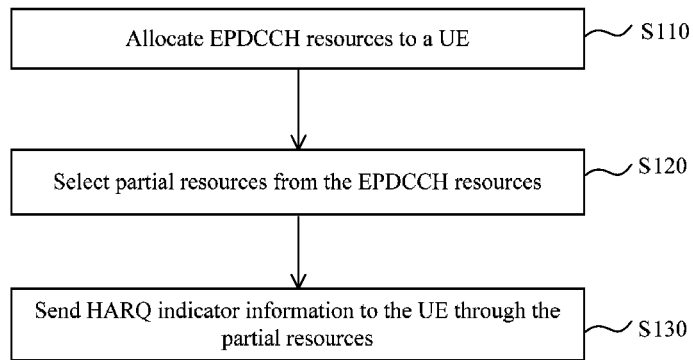 Allocate EPDCCH resources to a UE
S110
Select partial resources from the EPDCCH resources
S120
Send HARQ indicator information to the UE through the
partial resources
S130